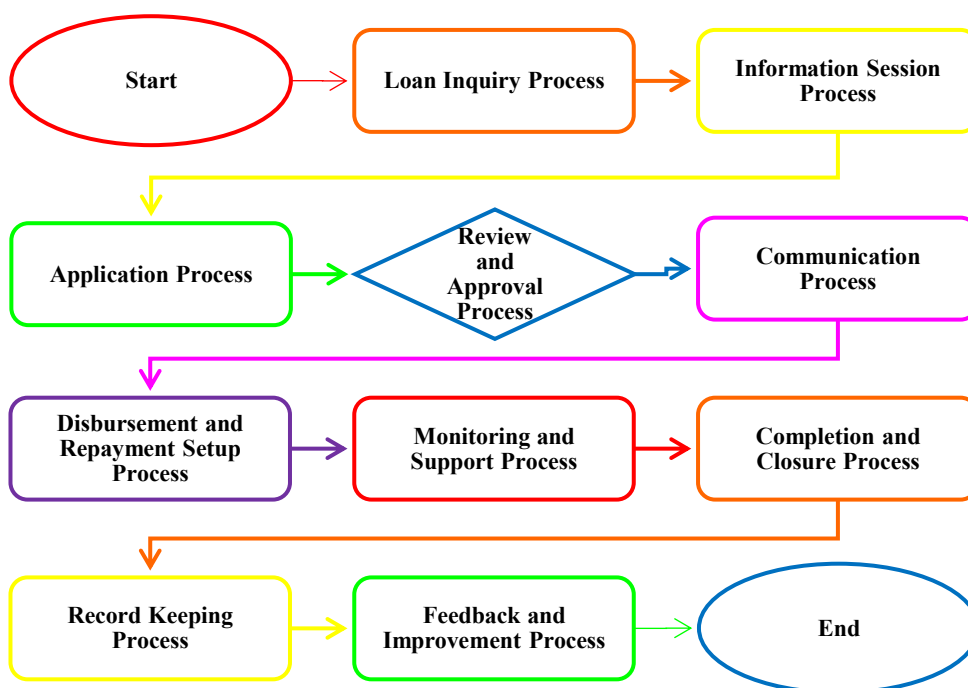 Start
Loan Inquiry Process
Information Session
Process
Application Process
Review
and
Approval
Process
Communication
Process
Disbursement and
Repayment Setup
Process
Monitoring and
Support Process
Completion and
Closure Process
Record Keeping
Process
Feedback and
Improvement Process
End